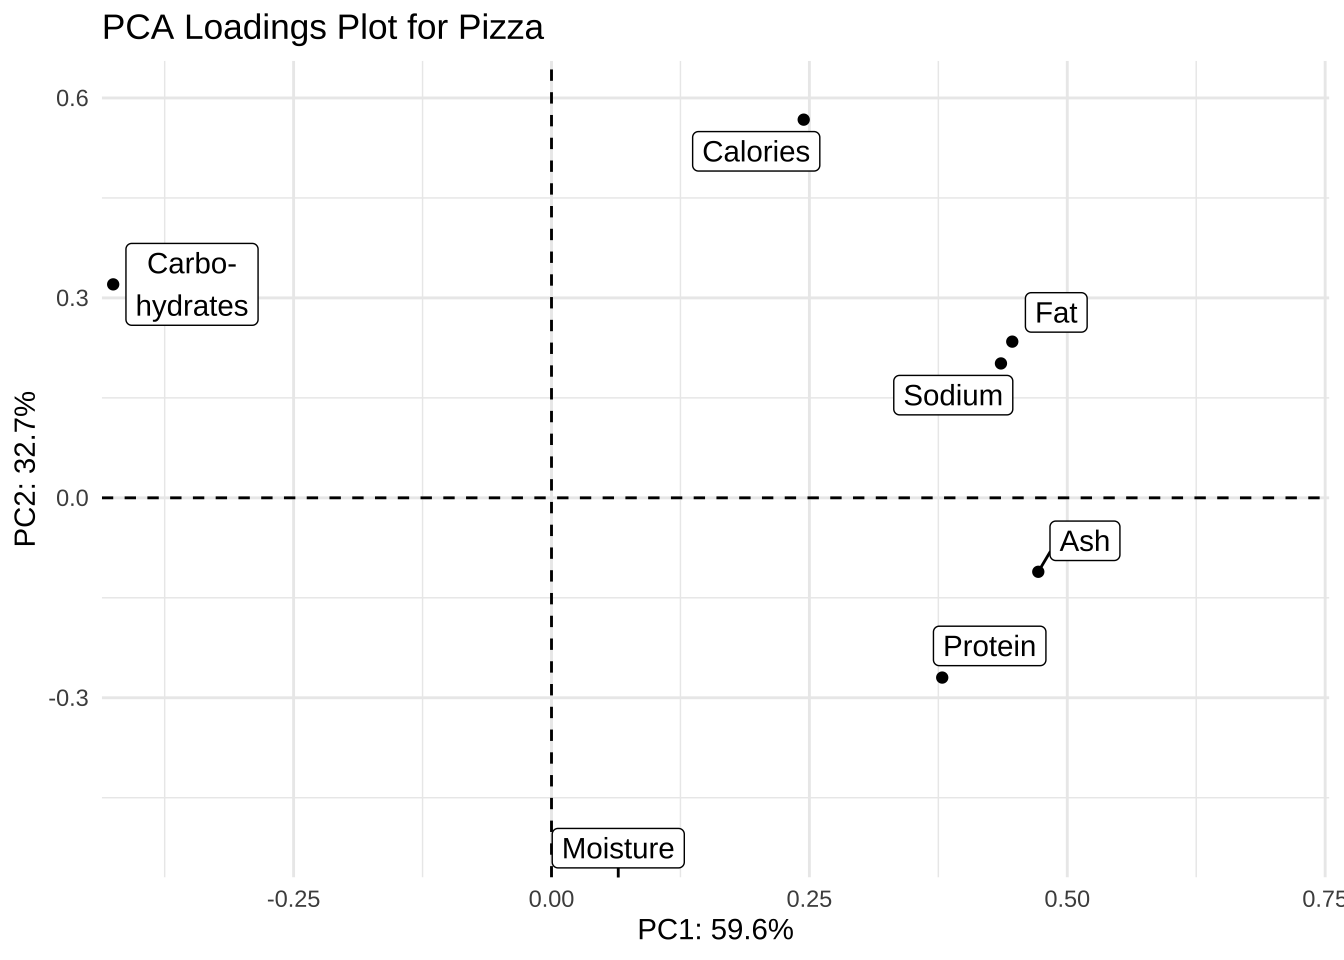 PCA Loadings Plot for Pizza
0.6
Calories
Carbo-
hydrates
0.3
Fat
Sodium
PC2: 32.7%
0.0
Ash
Protein
-0.3
Moisture
-0.25 0.00 0.25 0.50 0.75
PC1: 59.6%